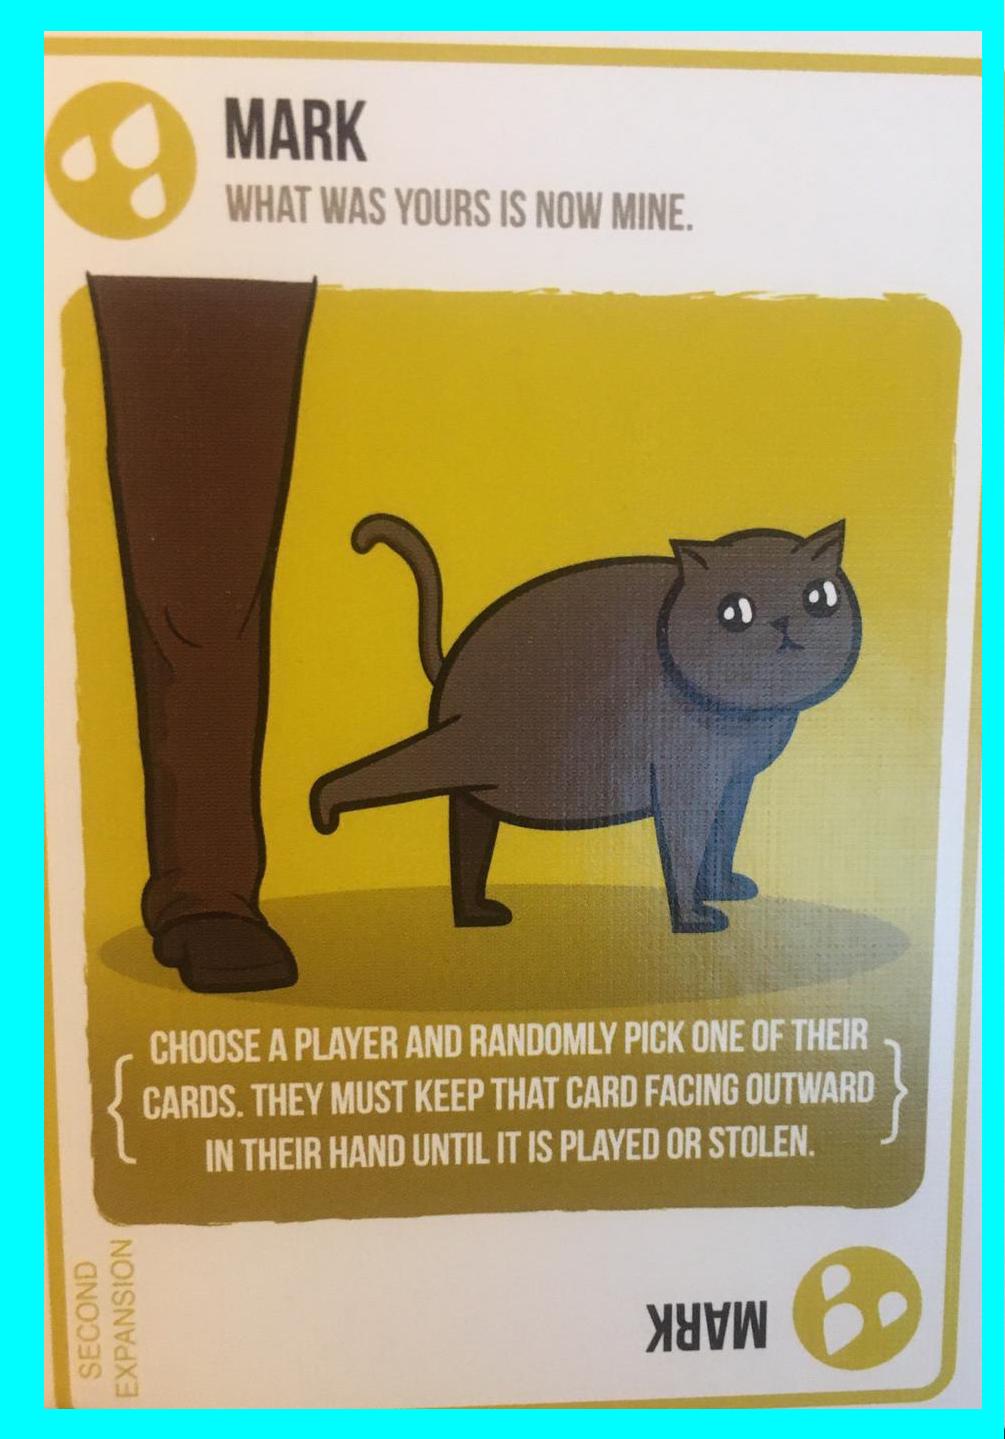 MARK
WHAT WAS YOURS IS NOW MINE.
CHOOSE A PLAYER AND RANDOMLY PICK ONE OF THEIR
CARDS. THEY MUST KEEP THAT CARD FACING OUTWARD
IN THEIR HAND UNTIL IT IS PLAYED OR STOLEN.
SECOND
EXPANSION
MARK